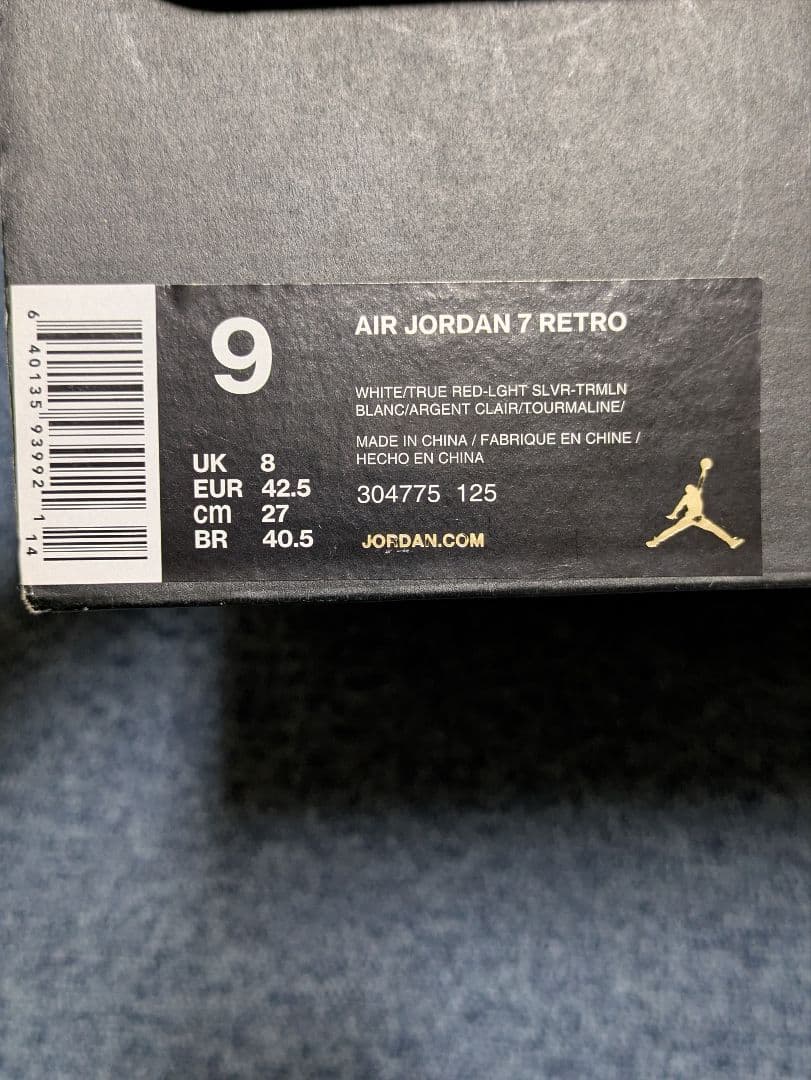 6 40135 93992 1 14
9
AIR JORDAN 7 RETRO
WHITE/TRUE RED-LGHT SLVR-TRMLN
BLANC/ARGENT CLAIR/TOURMALINE/
MADE IN CHINA / FABRIQUE EN CHINE /
HECHO EN CHINA
UK 8
EUR 42.5
cm 27
BR 40.5
304775 125
JORDAN.COM